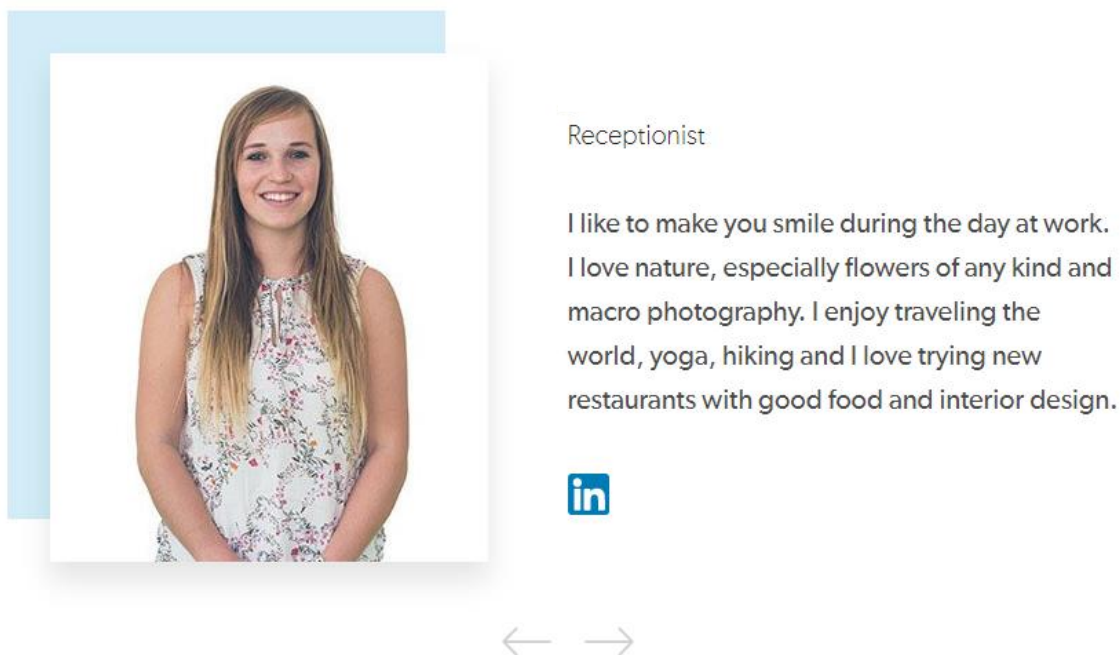 Receptionist
I like to make you smile during the day at work.
I love nature, especially flowers of any kind and
macro photography. I enjoy traveling the
world, yoga, hiking and I love trying new
restaurants with good food and interior design.
in